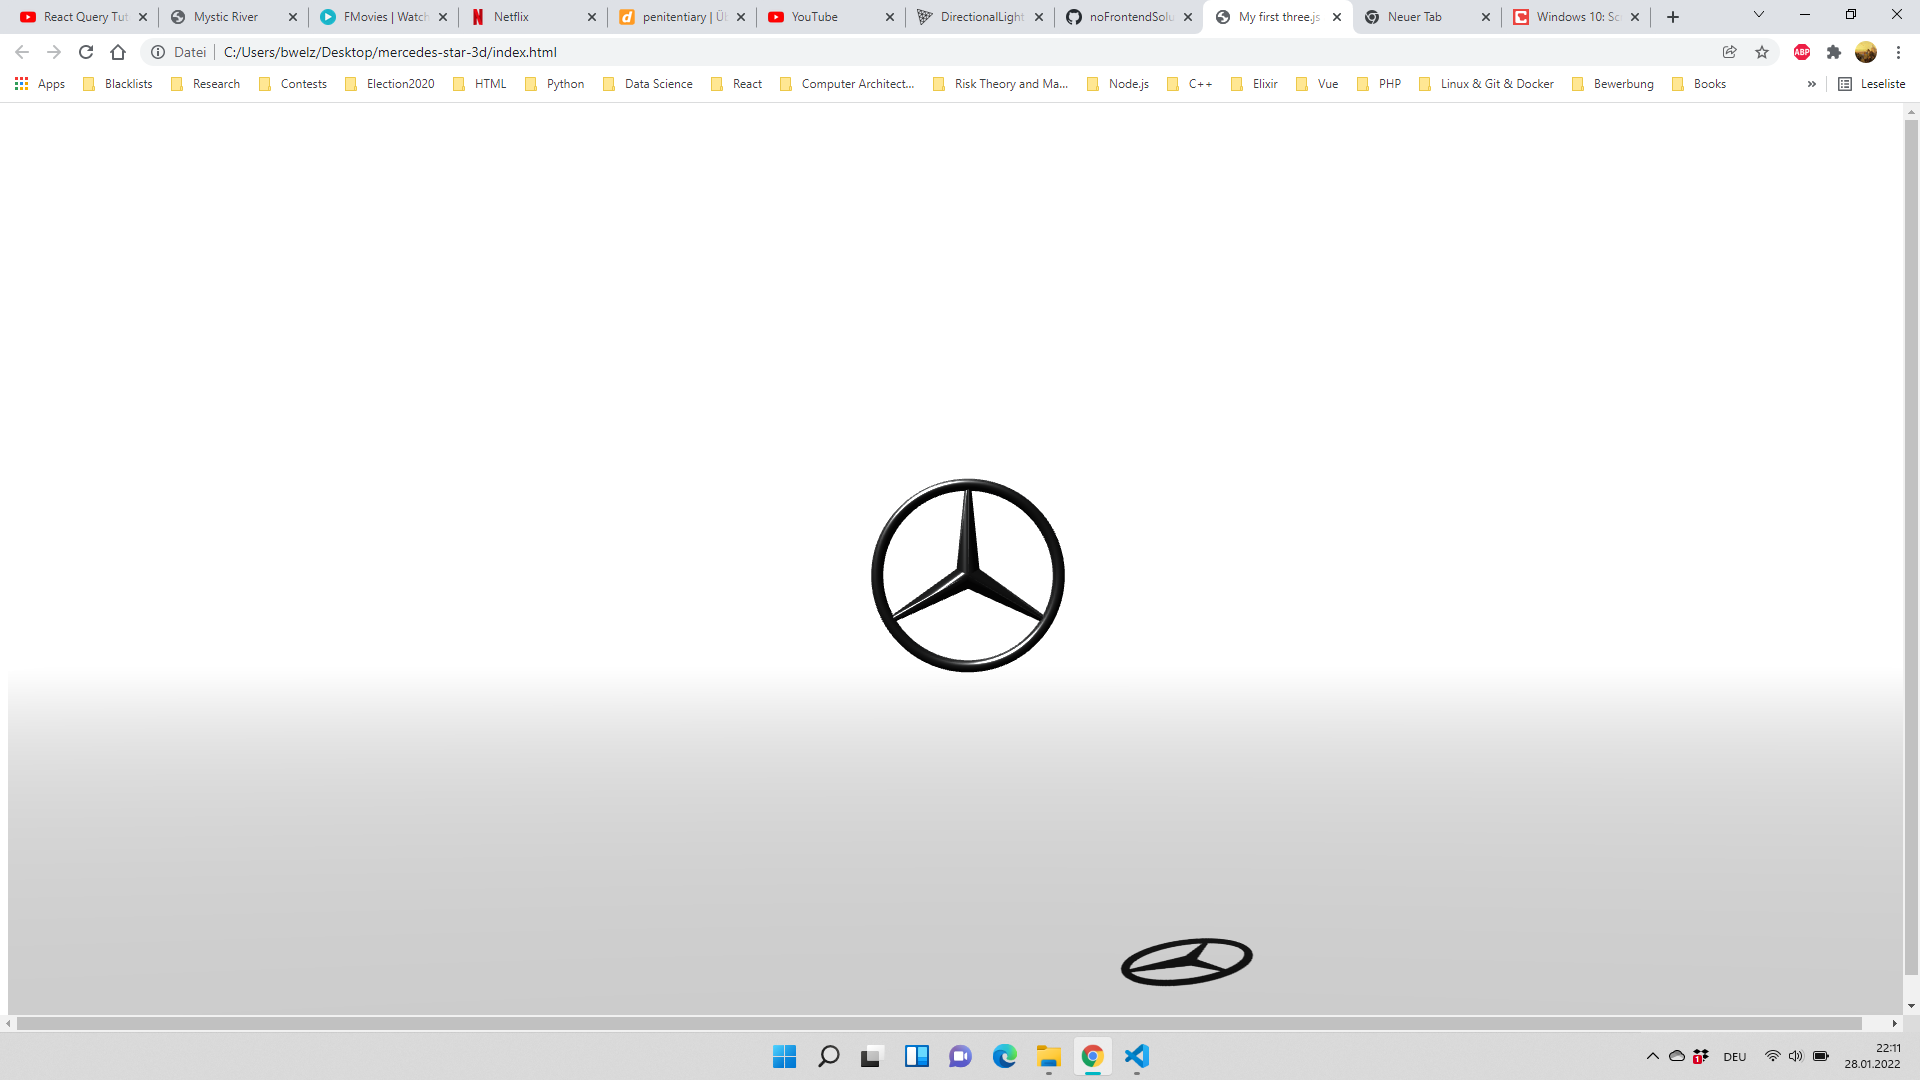 React Query Tut
Mystic River
FMovies | Watch
Netflix
penitentiary | Üb
YouTube
DirectionalLight
noFrontendSolu
My first three.js
Neuer Tab
Windows 10: Scr
Datei
C:/Users/bwelz/Desktop/mercedes-star-3d/index.html
ABP
Apps
Blacklists
Research
Contests
Election2020
HTML
Python
Data Science
React
Computer Architect...
Risk Theory and Ma...
Node.js
C++
Elixir
Vue
PHP
Linux & Git & Docker
Bewerbung
Books
»
Leseliste
1
DEU
22:11
28.01.2022